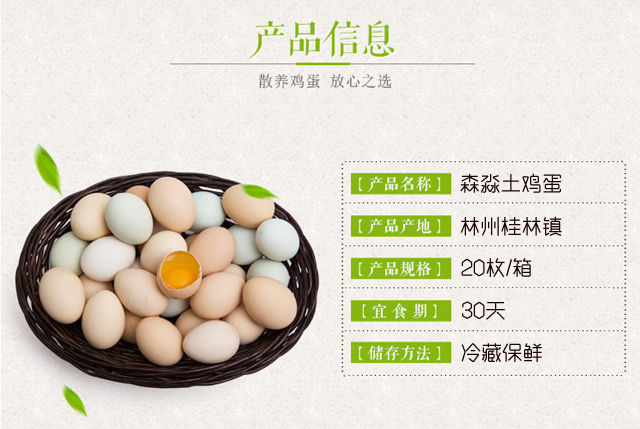 产品信息
散养鸡蛋 放心之选
【产品名称】 森淼土鸡蛋
【产品产地】 林州桂林镇
【产品规格】 20枚/箱
【宜食期】 30天
【储存方法】 冷藏保鲜